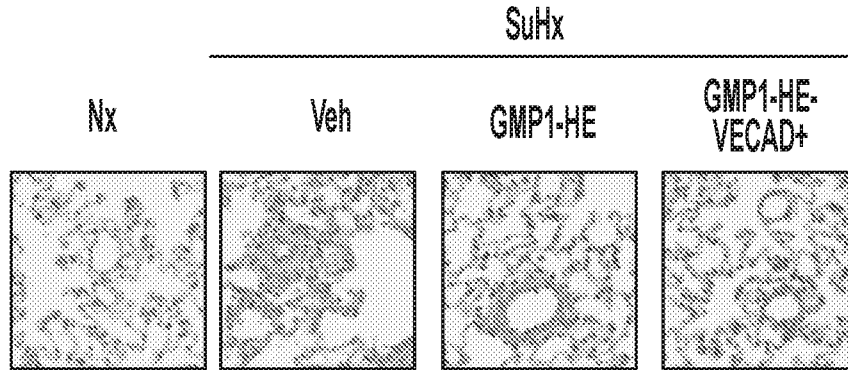 SuHx
Nx
Veh
GMP1-HE
GMP1-HE-
VECAD+